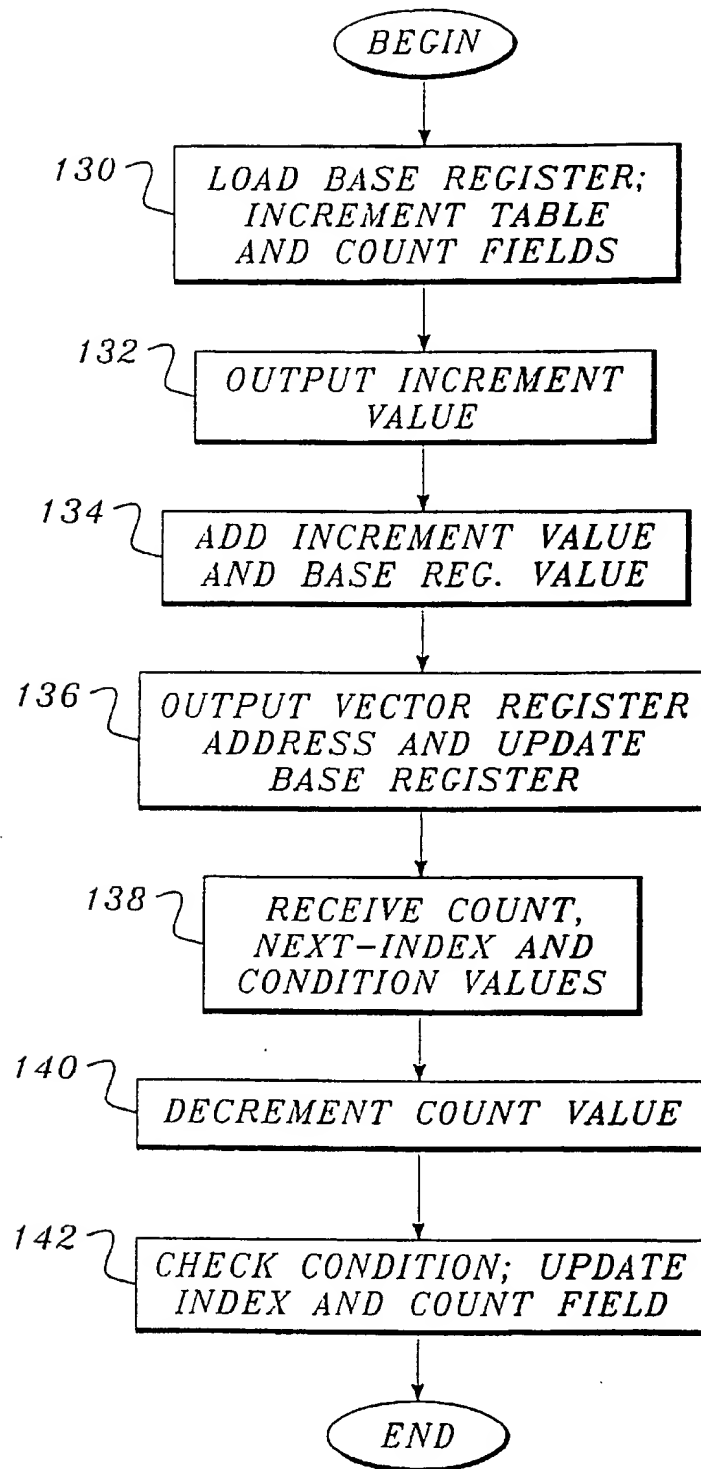 BEGIN
130
LOAD BASE REGISTER;
INCREMENT TABLE
AND COUNT FIELDS
132
OUTPUT INCREMENT
VALUE
134
ADD INCREMENT VALUE
AND BASE REG. VALUE
136
OUTPUT VECTOR REGISTER
ADDRESS AND UPDATE
BASE REGISTER
138
RECEIVE COUNT,
NEXT-INDEX AND
CONDITION VALUES
140
DECREMENT COUNT VALUE
142
CHECK CONDITION; UPDATE
INDEX AND COUNT FIELD
END